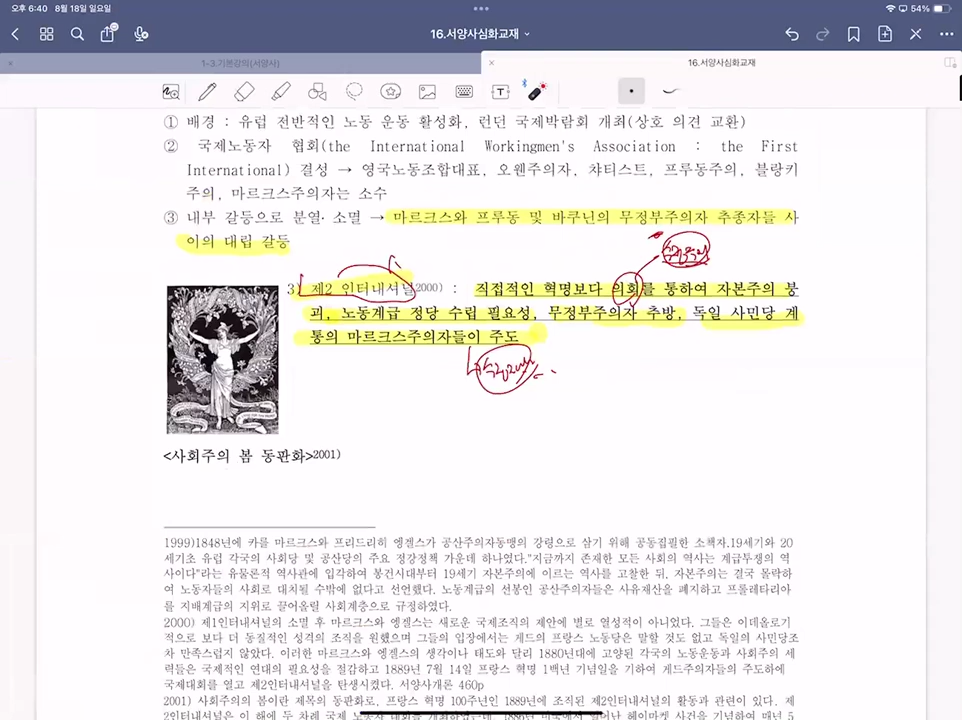 오후 6:40 8월 18일 일요일
54%
16.서양사심화교재
1-3.기본강의(서양사)
16.서양사심화교재
① 배경 : 유럽 전반적인 노동 운동 활성화, 런던 국제박람회 개최(상호 의견 교환)
② 국제노동자 협회(the International Workingmen's Association : the First
International) 결성 → 영국노동조합대표, 오웬주의자, 챠티스트, 프루동주의, 블랑키
주의, 마르크스주의자는 소수
③ 내부 갈등으로 분열· 소멸 → 마르크스와 프루동 및 바쿠닌의 무정부주의자 추종자들 사
이의 대립 갈등
3) 제2 인터내셔널2000) : 직접적인 혁명보다 의회를 통하여 자본주의 붕
괴, 노동계급 정당 수립 필요성, 무정부주의자 추방, 독일 사민당 계
통의 마르크스주의자들이 주도
<사회주의 봄 동판화>2001)
1999)1848년에 카를 마르크스와 프리드리히 엥겔스가 공산주의자동맹의 강령으로 삼기 위해 공동집필한 소책자.19세기와 20
세기초 유럽 각국의 사회당 및 공산당의 주요 정강정책 가운데 하나였다."지금까지 존재한 모든 사회의 역사는 계급투쟁의 역
사이다"라는 유물론적 역사관에 입각하여 봉건시대부터 19세기 자본주의에 이르는 역사를 고찰한 뒤, 자본주의는 결국 몰락하
여 노동자들의 사회로 대치될 수밖에 없다고 선언했다. 노동계급의 선봉인 공산주의자들은 사유재산을 폐지하고 프롤레타리아
를 지배계급의 지위로 끌어올릴 사회계층으로 규정하였다.
2000) 제1인터내셔널의 소멸 후 마르크스와 엥겔스는 새로운 국제조직의 제안에 별로 열성적이 아니었다. 그들은 이데올로기
적으로 보다 더 동질적인 성격의 조직을 원했으며 그들의 입장에서는 게드의 프랑스 노동당은 말할 것도 없고 독일의 사민당조
차 만족스럽지 않았다. 이러한 마르크스와 엥겔스의 생각이나 태도와 달리 1880년대에 고양된 각국의 노동운동과 사회주의 세
력들은 국제적인 연대의 필요성을 절감하고 1889년 7월 14일 프랑스 혁명 1백년 기념일을 기하여 게드주의자들의 주도하에
국제대회를 열고 제2인터내셔널을 탄생시켰다. 서양사개론 460p
2001) 사회주의의 봄이란 제목의 동판화로, 프랑스 혁명 100주년인 1889년에 조직된 제2인터내셔널의 활동과 관련이 있다. 제